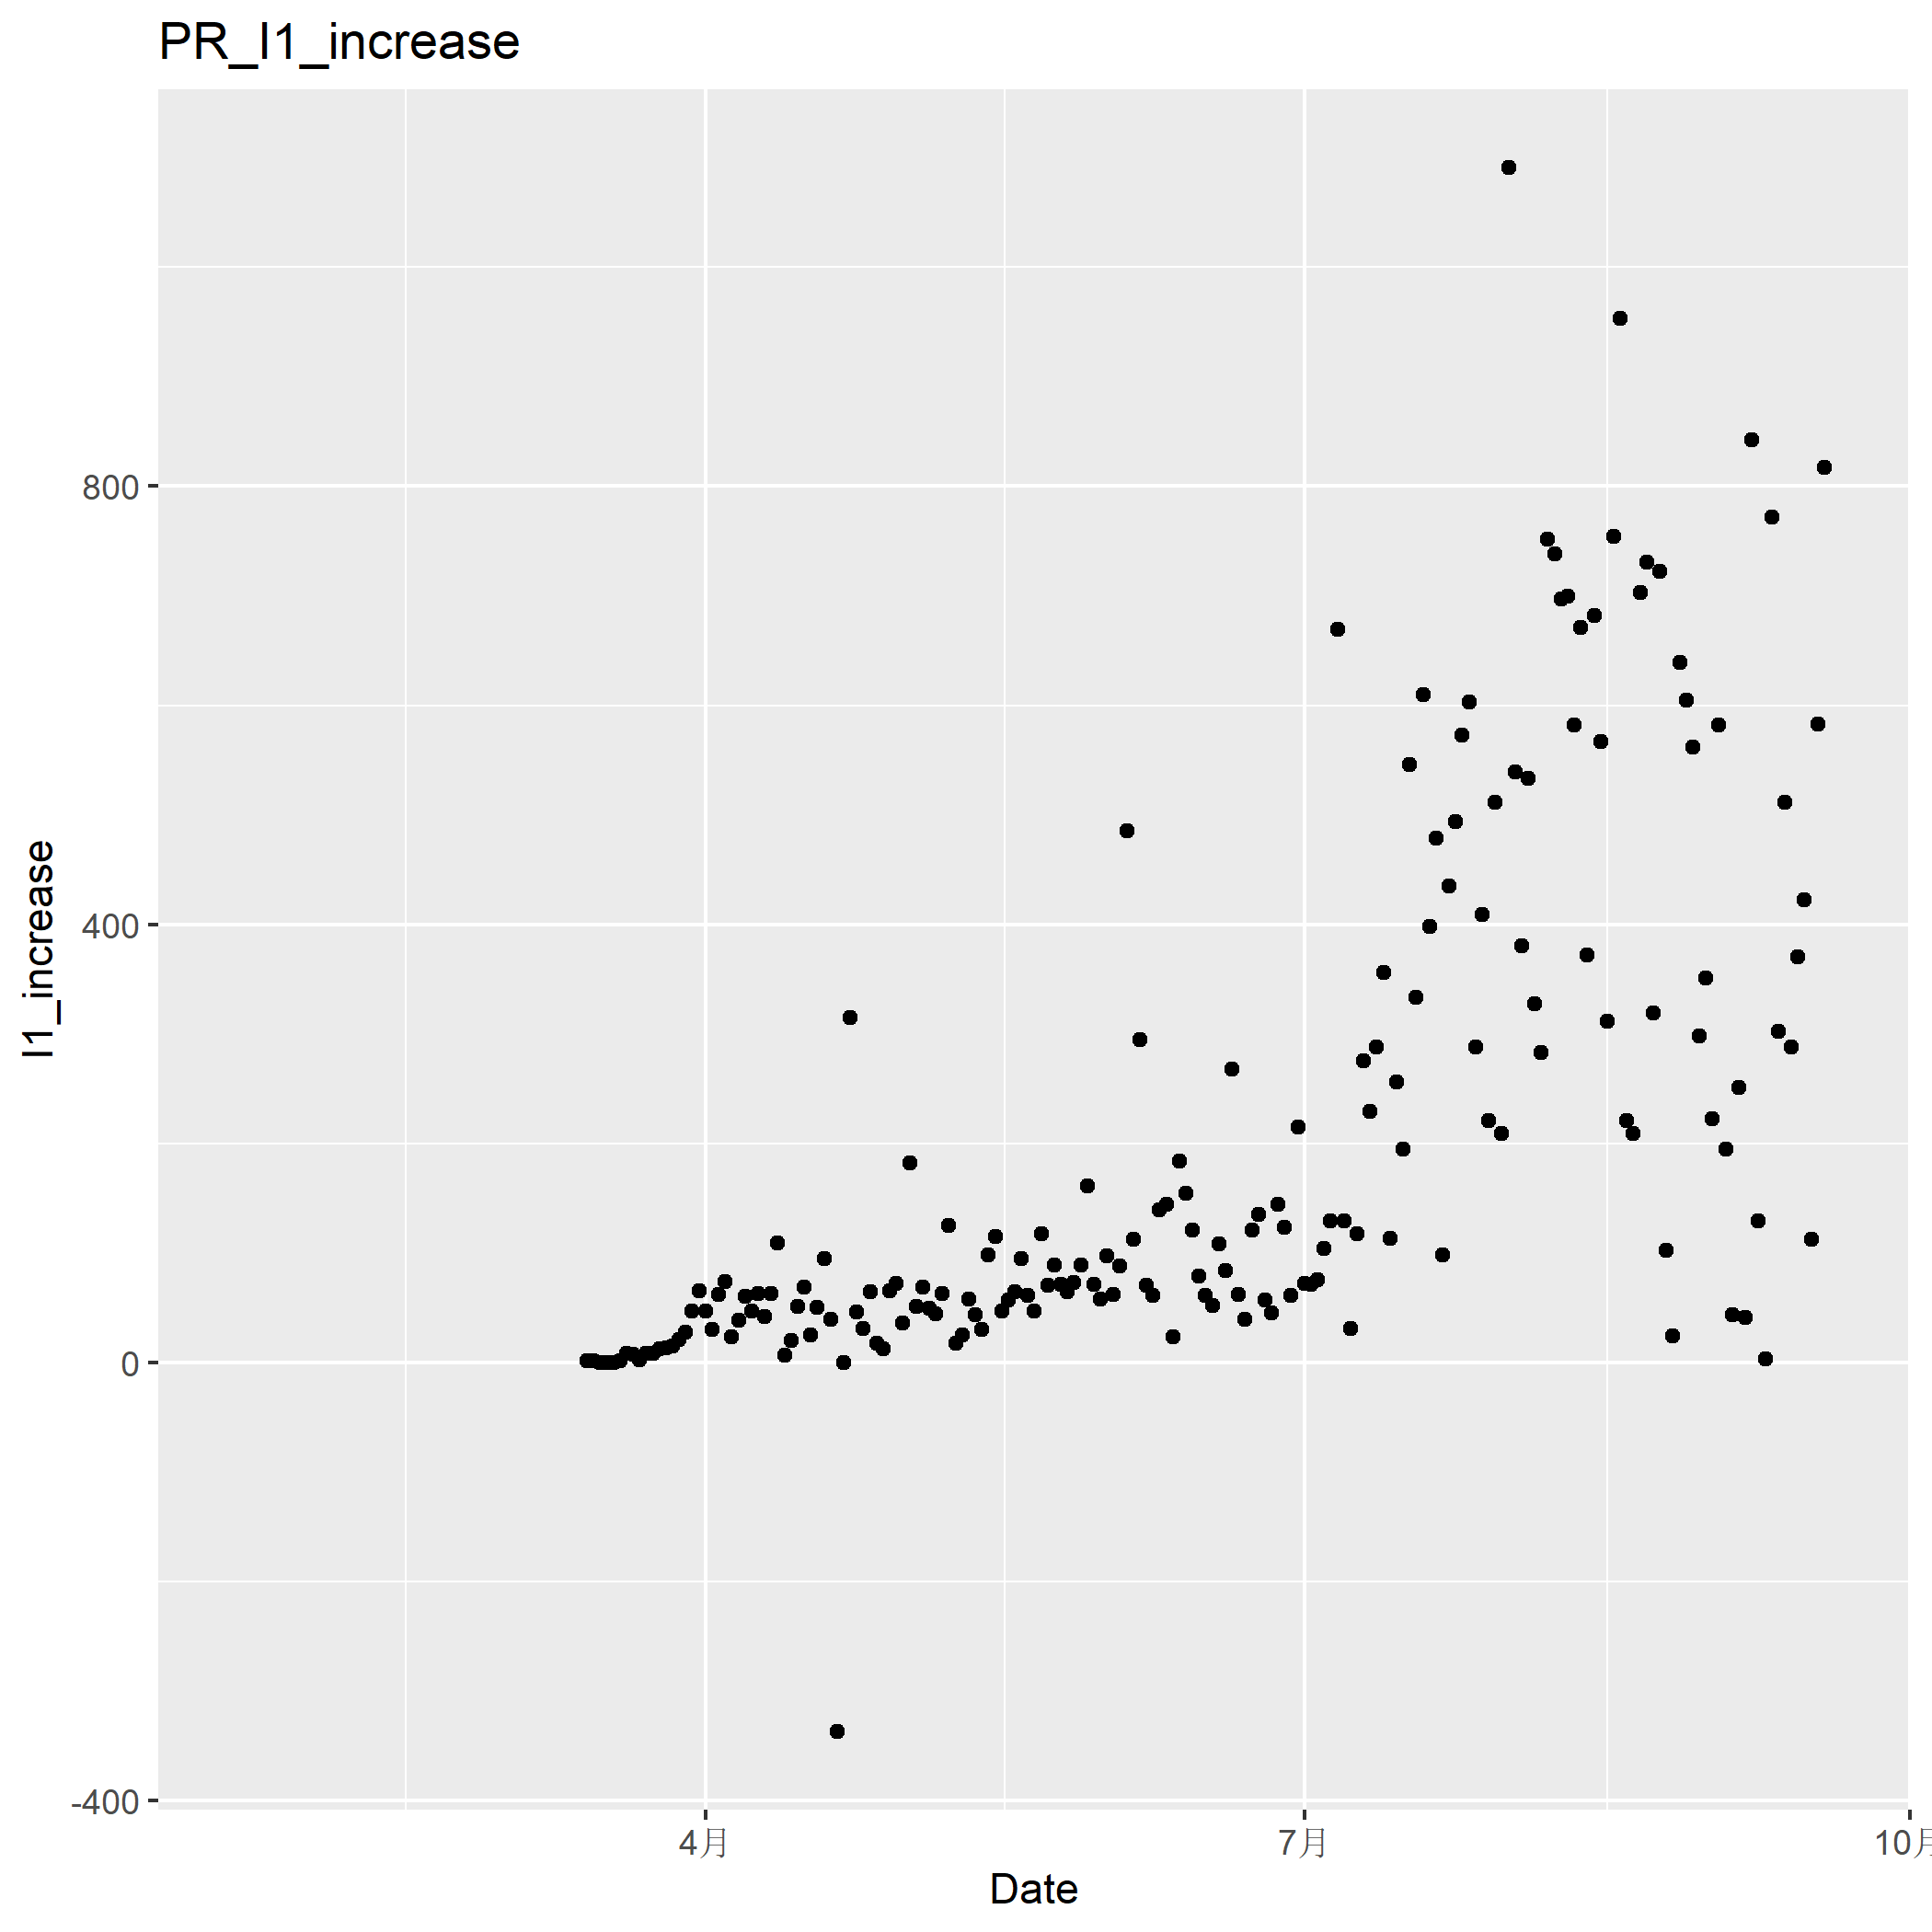 PR_I1_increase
I1_increase
800
400
0
-400
4月
7月
10月
Date